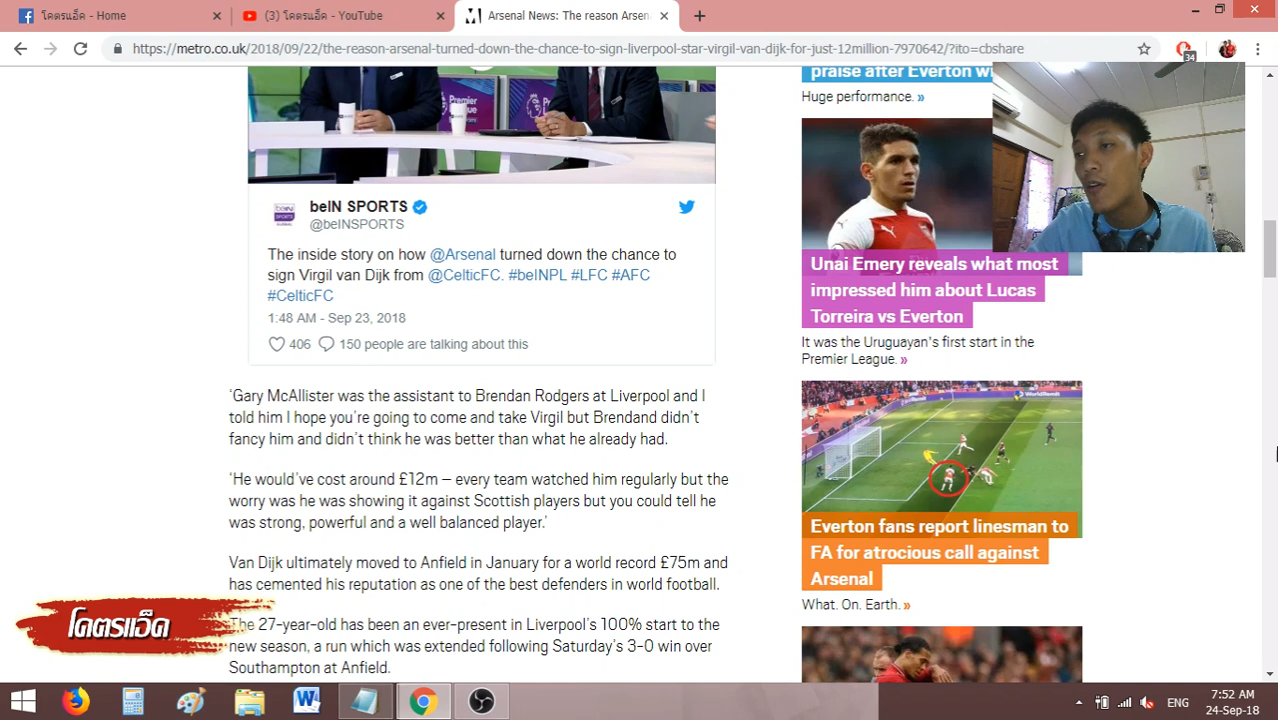 โคตรแอ็ด - Home
(3) โคตรแอ็ด - YouTube
Arsenal News: The reason Arsen
https://metro.co.uk/2018/09/22/the-reason-arsenal-turned-down-the-chance-to-sign-liverpool-star-virgil-van-dijk-for-just-12million-7970642/?ito=cbshare
34
beIN SPORTS
@beINSPORTS
The inside story on how @Arsenal turned down the chance to
sign Virgil van Dijk from @CelticFC. #beINPL #LFC #AFC
#CelticFC
1:48 AM - Sep 23, 2018
406 150 people are talking about this
‘Gary McAllister was the assistant to Brendan Rodgers at Liverpool and I
told him I hope you’re going to come and take Virgil but Brendand didn’t
fancy him and didn’t think he was better than what he already had.
‘He would’ve cost around £12m – every team watched him regularly but the
worry was he was showing it against Scottish players but you could tell he
was strong, powerful and a well balanced player.’
Van Dijk ultimately moved to Anfield in January for a world record £75m and
has cemented his reputation as one of the best defenders in world football.
The 27-year-old has been an ever-present in Liverpool’s 100% start to the
new season, a run which was extended following Saturday’s 3-0 win over
Southampton at Anfield.
praise after Everton wi
Huge performance. »
Unai Emery reveals what most
impressed him about Lucas
Torreira vs Everton
It was the Uruguayan's first start in the
Premier League. »
Everton fans report linesman to
FA for atrocious call against
Arsenal
What. On. Earth. »
โคตรแอ็ด
ENG
7:52 AM
24-Sep-18